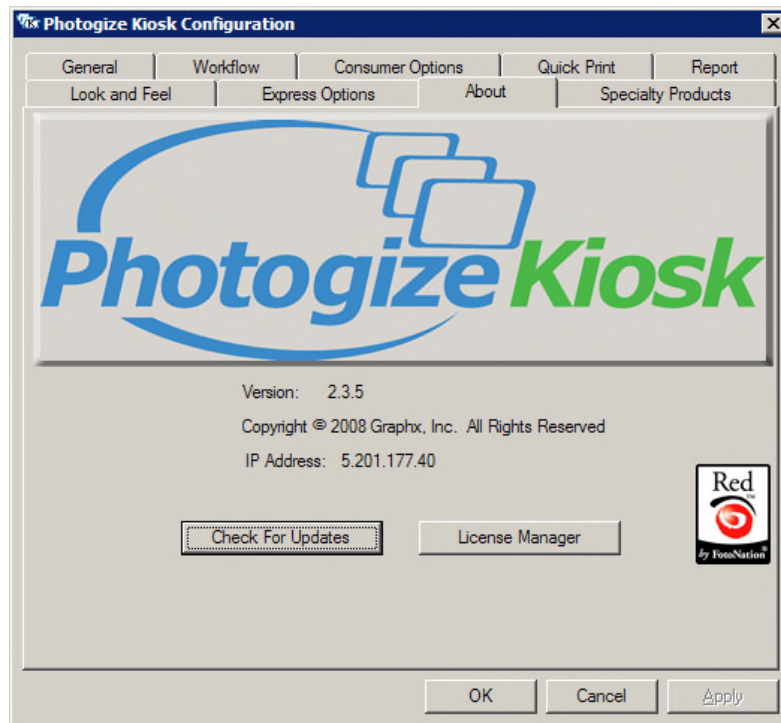 Photogize Kiosk Configuration
General Workflow Consumer Options Quick Print Report
Look and Feel Express Options About Specialty Products
Photogize Kiosk
Version: 2.3.5
Copyright © 2008 Graphx, Inc. All Rights Reserved
IP Address: 5.201.177.40
Red™
by FotoNation®
Check For Updates License Manager
OK Cancel Apply